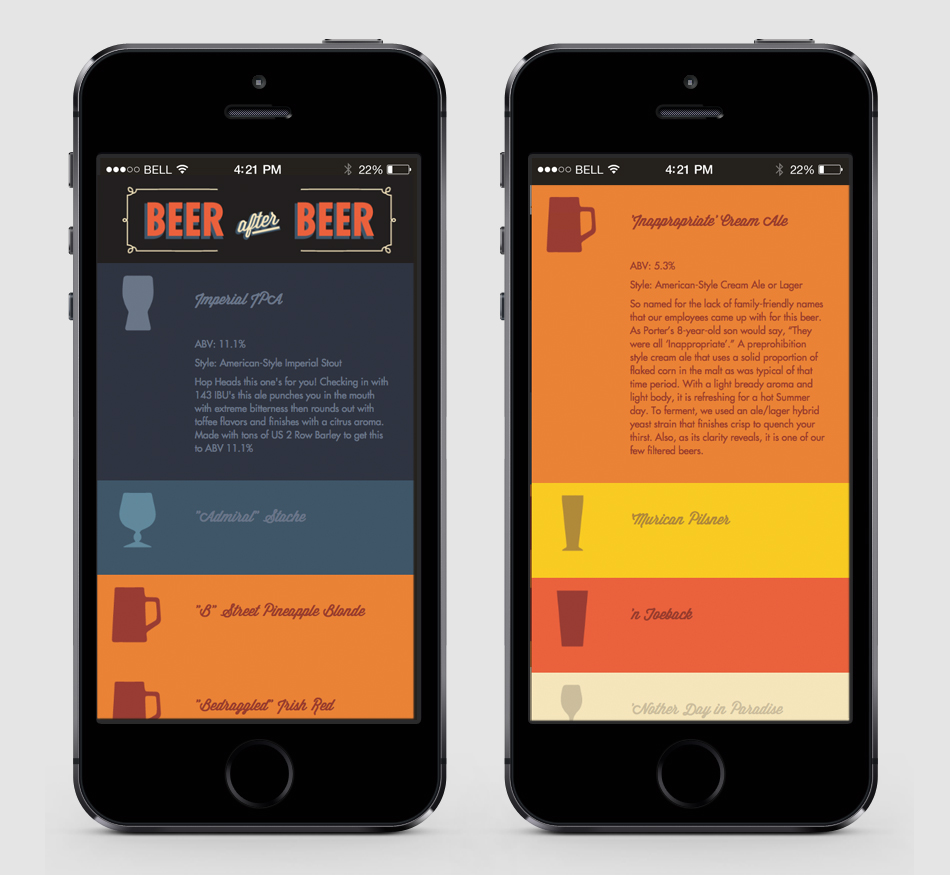 BELL 4:21 PM 22%
BEER after BEER
Imperial IPA
ABV: 11.1%
Style: American-Style Imperial Stout
Hop Heads this one's for you! Checking in with
143 IBU's this ale punches you in the mouth
with extreme bitterness then rounds out with
toffee flavors and finishes with a citrus aroma.
Made with tons of US 2 Row Barley to get this
to ABV 11.1%
"Admiral" Stache
"B" Street Pineapple Blonde
"Bedraggled" Irish Red
BELL 4:21 PM 22%
'Inappropriate' Cream Ale
ABV: 5.3%
Style: American-Style Cream Ale or Lager
So named for the lack of family-friendly names
that our employees came up with for this beer.
As Porter's 8-year-old son would say, "They
were all 'Inappropriate'." A preprohibition
style cream ale that uses a solid proportion of
flaked corn in the malt as was typical of that
time period. With a light bready aroma and
light body, it is refreshing for a hot Summer
day. To ferment, we used an ale/lager hybrid
yeast strain that finishes crisp to quench your
thirst. Also, as its clarity reveals, it is one of our
few filtered beers.
'Murican Pilsner
'n Toeback
'Nother Day in Paradise